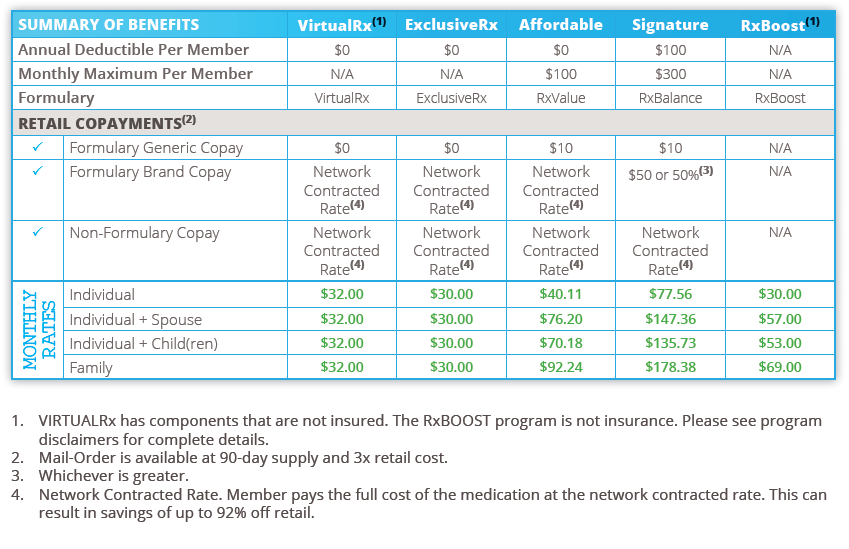 SUMMARY OF BENEFITS VirtualRx(1) ExclusiveRx Affordable Signature RxBoost(1)
Annual Deductible Per Member $0 $0 $0 $100 N/A
Monthly Maximum Per Member N/A N/A $100 $300 N/A
Formulary VirtualRx ExclusiveRx RxValue RxBalance RxBoost
RETAIL COPAYMENTS(2)
✓ Formulary Generic Copay $0 $0 $10 $10 N/A
✓ Formulary Brand Copay Network Network Network $50 or 50%(3) N/A
Contracted Contracted Contracted
Rate(4) Rate(4) Rate(4)
✓ Non-Formulary Copay Network Network Network Network N/A
Contracted Contracted Contracted Contracted
Rate(4) Rate(4) Rate(4) Rate(4)
MONTHLY
RATES
Individual $32.00 $30.00 $40.11 $77.56 $30.00
Individual + Spouse $32.00 $30.00 $76.20 $147.36 $57.00
Individual + Child(ren) $32.00 $30.00 $70.18 $135.73 $53.00
Family $32.00 $30.00 $92.24 $178.38 $69.00
1. VIRTUALRx has components that are not insured. The RxBOOST program is not insurance. Please see program
disclaimers for complete details.
2. Mail-Order is available at 90-day supply and 3x retail cost.
3. Whichever is greater.
4. Network Contracted Rate. Member pays the full cost of the medication at the network contracted rate. This can
result in savings of up to 92% off retail.